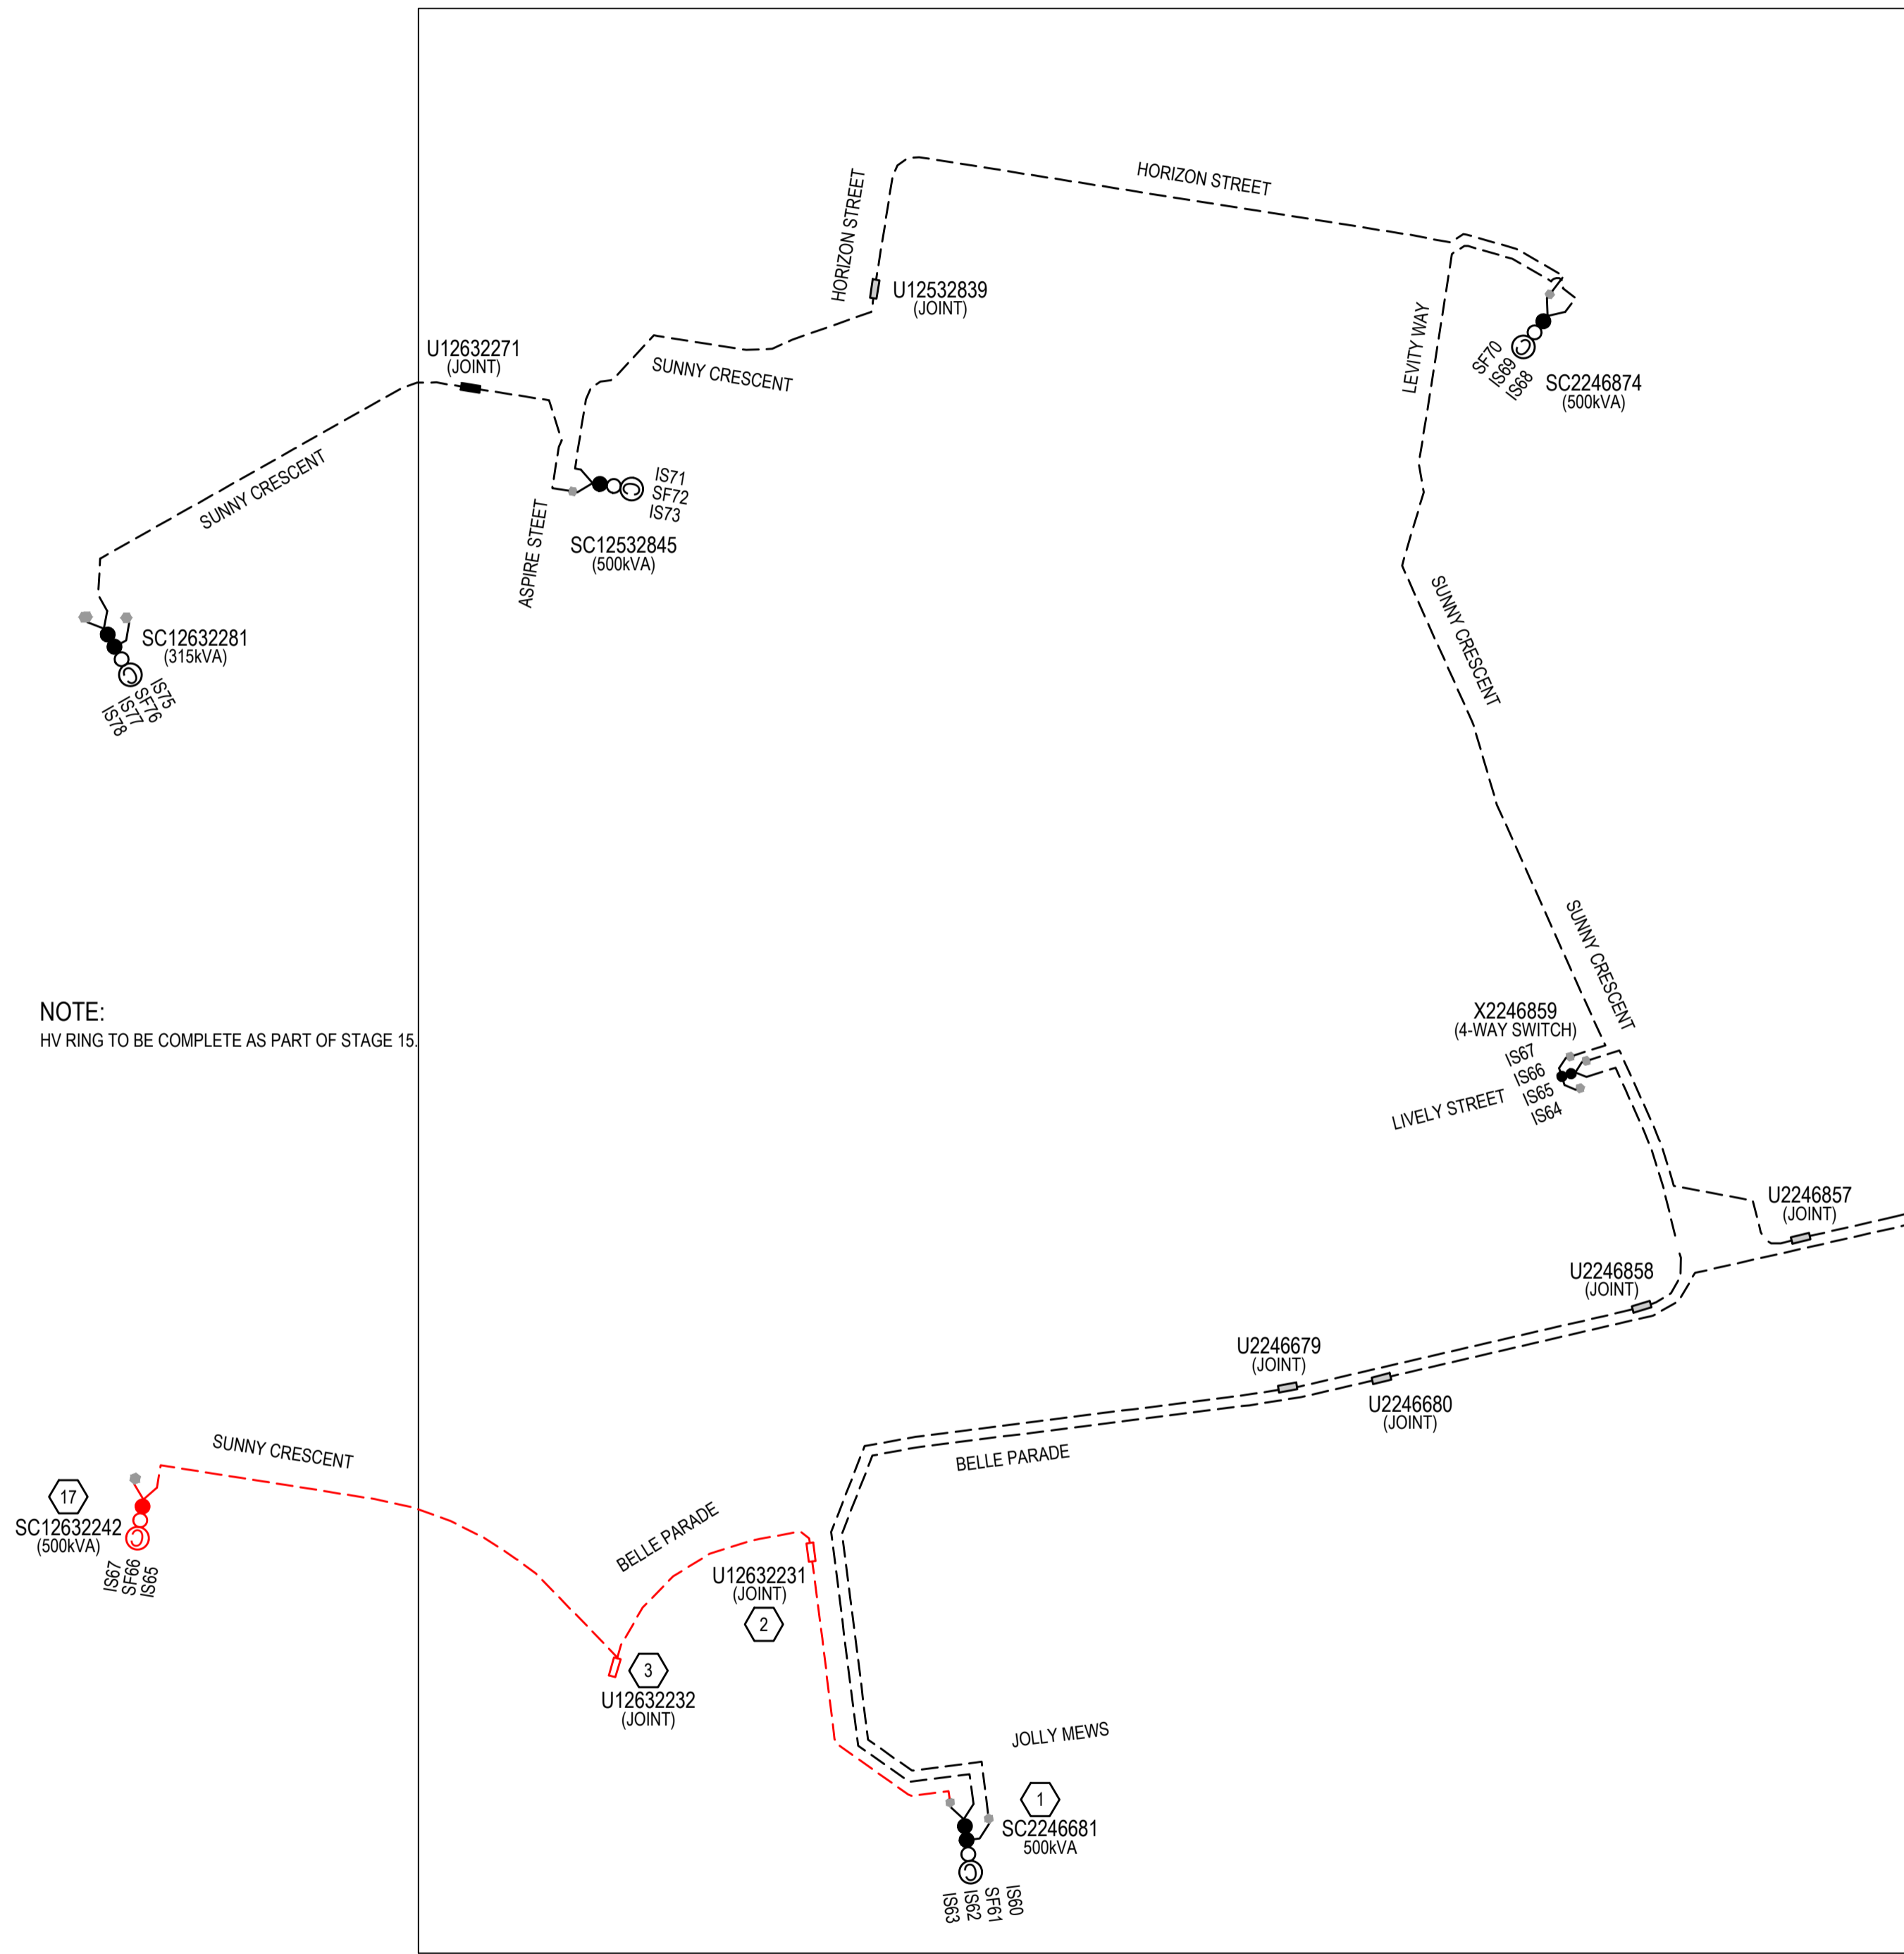 HORIZON STREET
HORIZON STREET
U12532839
(JOINT)
LEVITY WAY
SF70
IS69
IS68
SC2246874
(500kVA)
U12632271
(JOINT)
SUNNY CRESCENT
SUNNY CRESCENT
IS71
SF72
IS73
ASPIRE STEET
SC12532845
(500kVA)
SC12632281
(315kVA)
IS75
SF76
IS77
IS78
SUNNY CRESCENT
SUNNY CRESCENT
NOTE:
HV RING TO BE COMPLETE AS PART OF STAGE 15.
X2246859
(4-WAY SWITCH)
IS67
IS66
IS65
IS64
LIVELY STREET
U2246857
(JOINT)
U2246858
(JOINT)
U2246679
(JOINT)
U2246680
(JOINT)
BELLE PARADE
SUNNY CRESCENT
17
SC12632242
(500kVA)
IS67
SF66
IS65
BELLE PARADE
U12632231
(JOINT)
2
3
U12632232
(JOINT)
JOLLY MEWS
1
SC2246681
500kVA
IS60
SF61
IS62
IS63